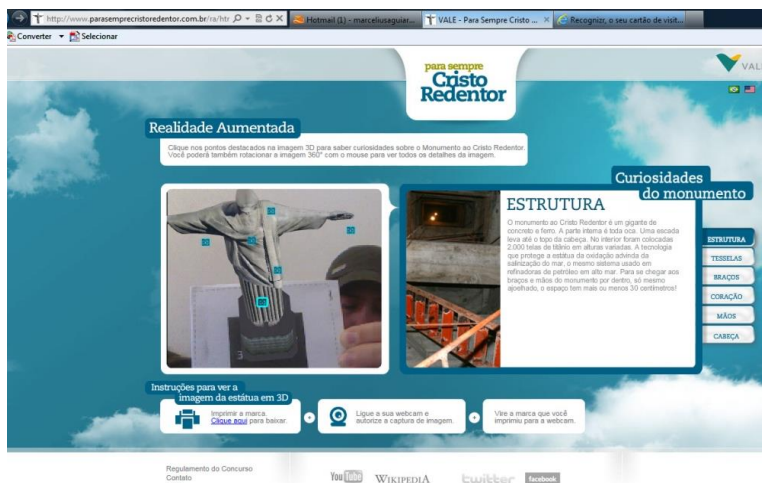 http://www.parasemprecristoredentor.com.br/ra/htr
Hotmail (1) - marceliusaguiar...
VALE - Para Sempre Cristo ...
Recognizr, o seu cartão de visit...
Converter
Selecionar
para sempre
Cristo
Redentor
VAL
Realidade Aumentada
Clique nos pontos destacados na imagem 3D para saber curiosidades sobre o Monumento ao Cristo Redentor.
Você poderá também rotacionar a imagem 360° com o mouse para ver todos os detalhes da imagem.
Curiosidades
do monumento
ESTRUTURA
O monumento ao Cristo Redentor é um gigante de
concreto e ferro. A parte interna é toda oca. Uma escada
leva até o topo da cabeça. No interior foram colocadas
2.000 telas de titânio em alturas variadas. A tecnologia
que protege a estátua da oxidação advinda da
salinização do mar, o mesmo sistema usado em
refinadoras de petróleo em alto mar. Para se chegar aos
braços e mãos do monumento por dentro, só mesmo
ajoelhado, o espaço tem mais ou menos 30 centímetros!
ESTRUTURA
TESSELAS
BRAÇOS
CORAÇÃO
MÃOS
CABEÇA
Instruções para ver a
imagem da estátua em 3D
Imprimir a marca.
Clique aqui para baixar.
Ligue a sua webcam e
autorize a captura de imagem.
Vire a marca que você
imprimiu para a webcam.
Regulamento do Concurso
Contato
YouTube
WIKIPEDIA
twitter
facebook